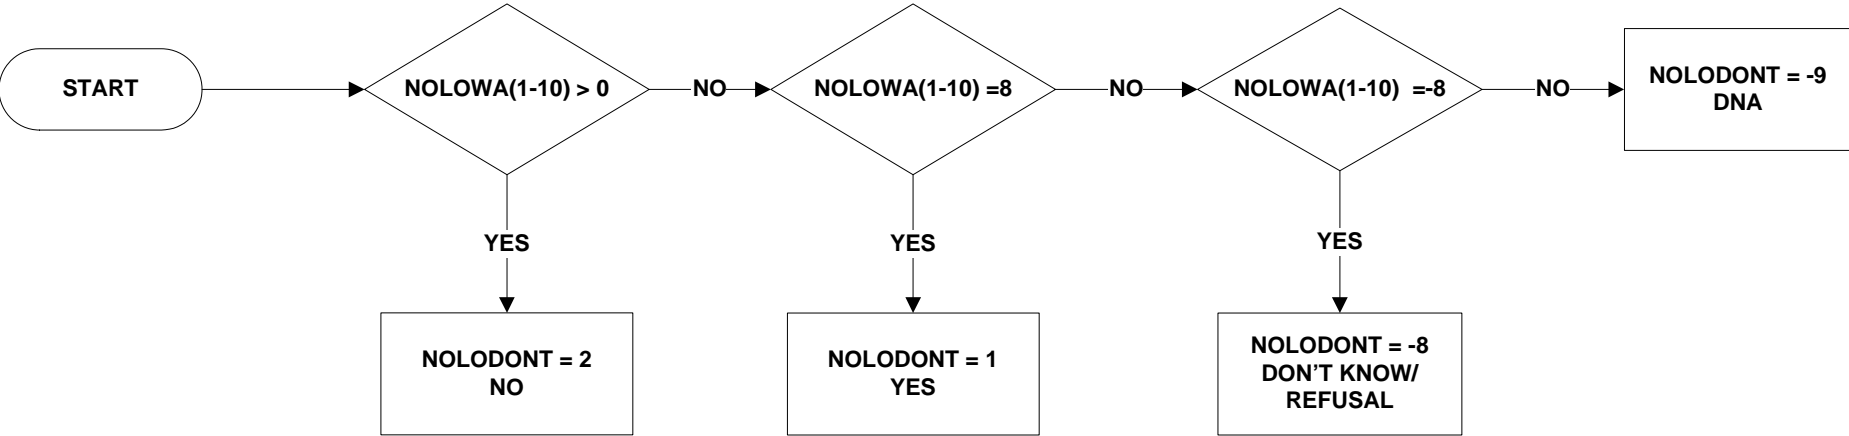 START
NOLOWA(1-10) > 0
NO
NOLOWA(1-10) =8
NO
NOLOWA(1-10)  =-8
NO
NOLODONT = -9
DNA
YES
YES
YES
NOLODONT = 2
NO
NOLODONT = 1
YES
NOLODONT = -8
DON'T KNOW/
REFUSAL